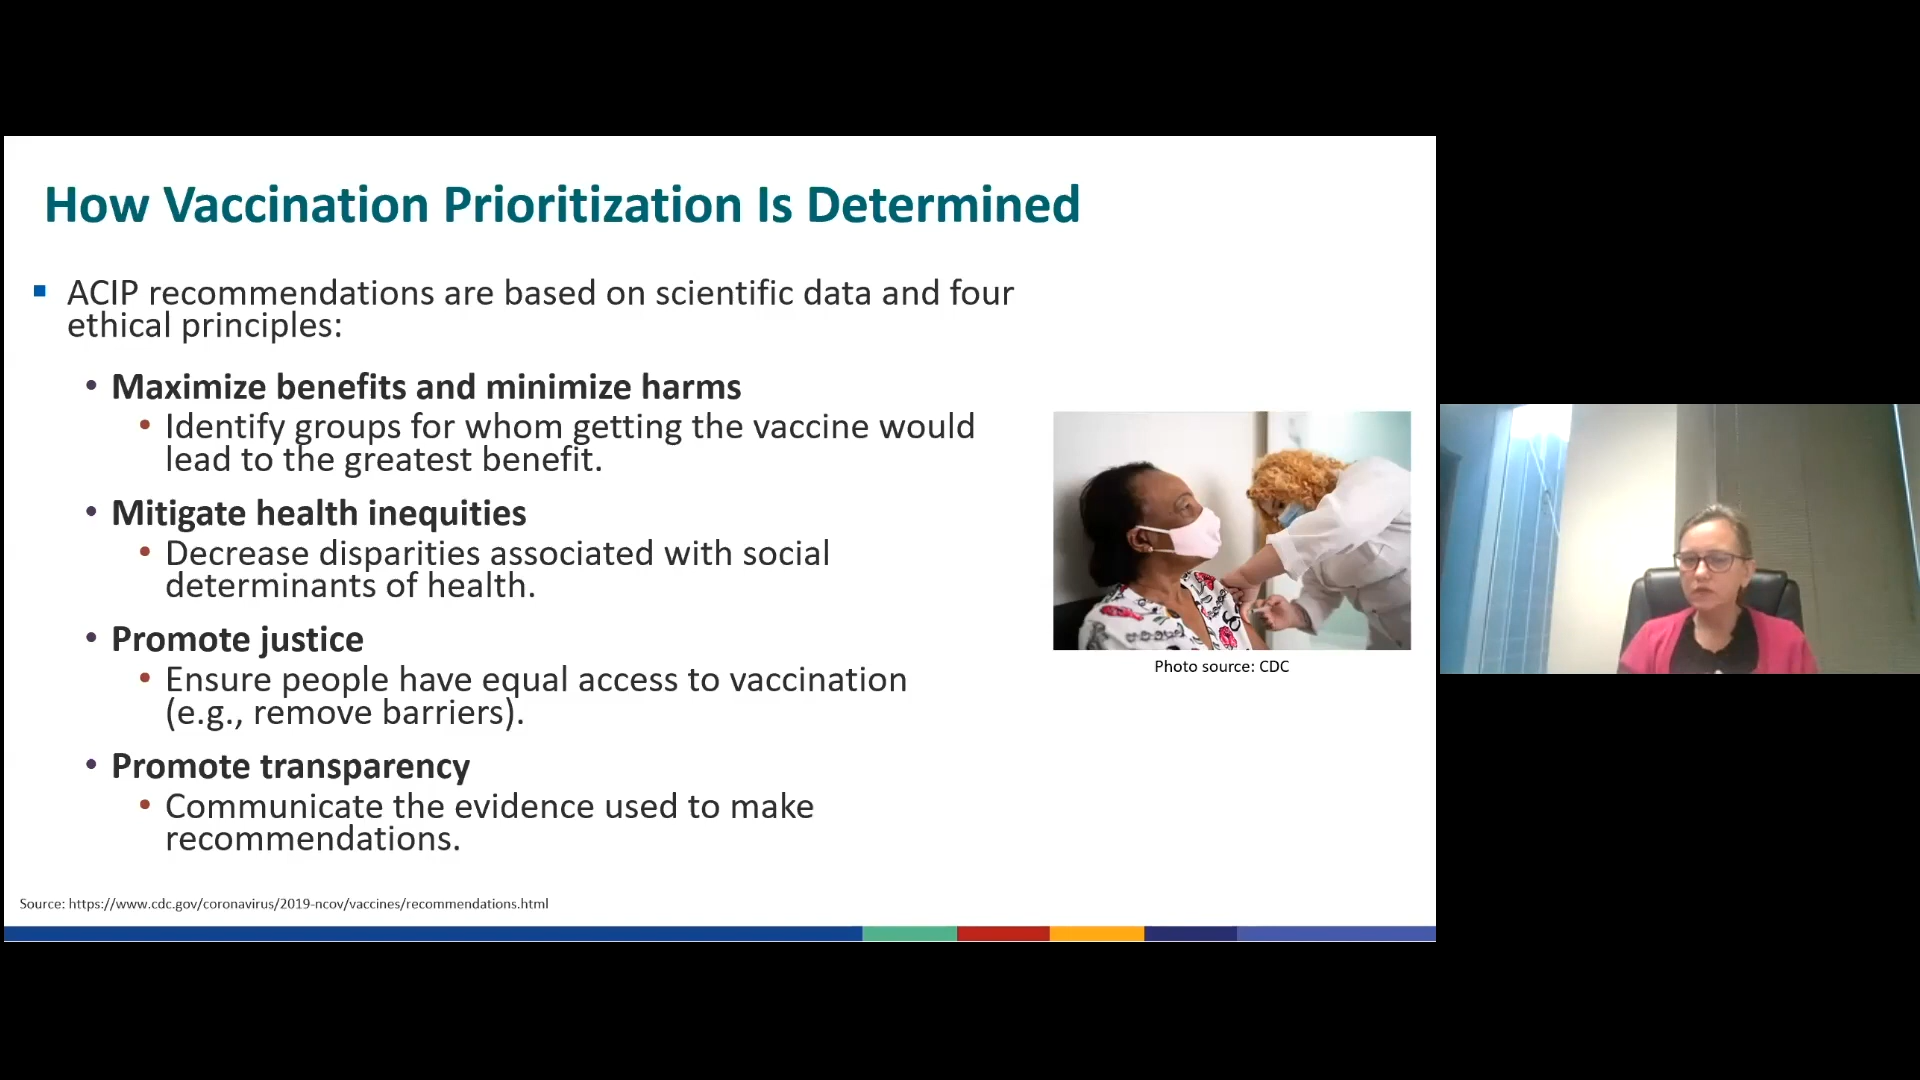 How Vaccination Prioritization Is Determined
▪ ACIP recommendations are based on scientific data and four
ethical principles:
• Maximize benefits and minimize harms
• Identify groups for whom getting the vaccine would
lead to the greatest benefit.
• Mitigate health inequities
• Decrease disparities associated with social
determinants of health.
• Promote justice
• Ensure people have equal access to vaccination
(e.g., remove barriers).
• Promote transparency
• Communicate the evidence used to make
recommendations.
Photo source: CDC
Source: https://www.cdc.gov/coronavirus/2019-ncov/vaccines/recommendations.html